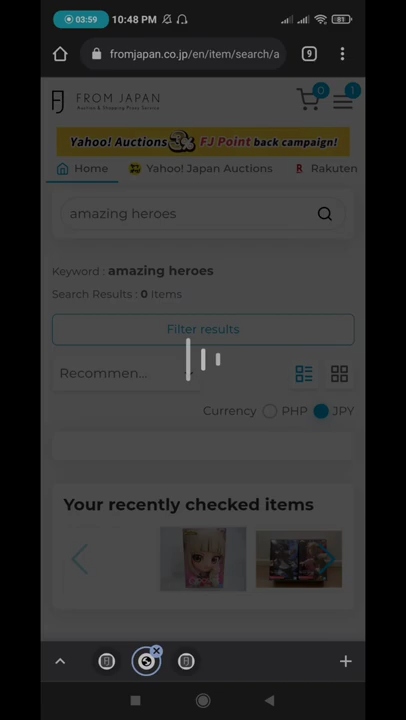 03:59 10:48 PM 81
fromjapan.co.jp/en/item/search/a 9
FJ FROM JAPAN 0 1
Auction & Shopping Proxy Service
Yahoo! Auctions FJ Point back campaign!
Home Yahoo! Japan Auctions R Rakuten
amazing heroes
Keyword : amazing heroes
Search Results : 0 Items
Filter results
Recommen...
Currency PHP JPY
Your recently checked items